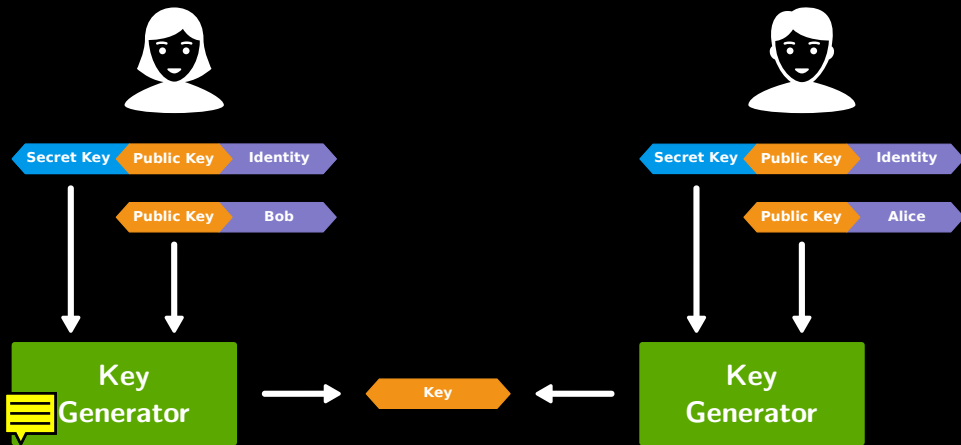 Secret Key Public Key Identity
Secret Key Public Key Identity
Public Key Bob
Public Key Alice
Key
Generator
Key
Key
Generator